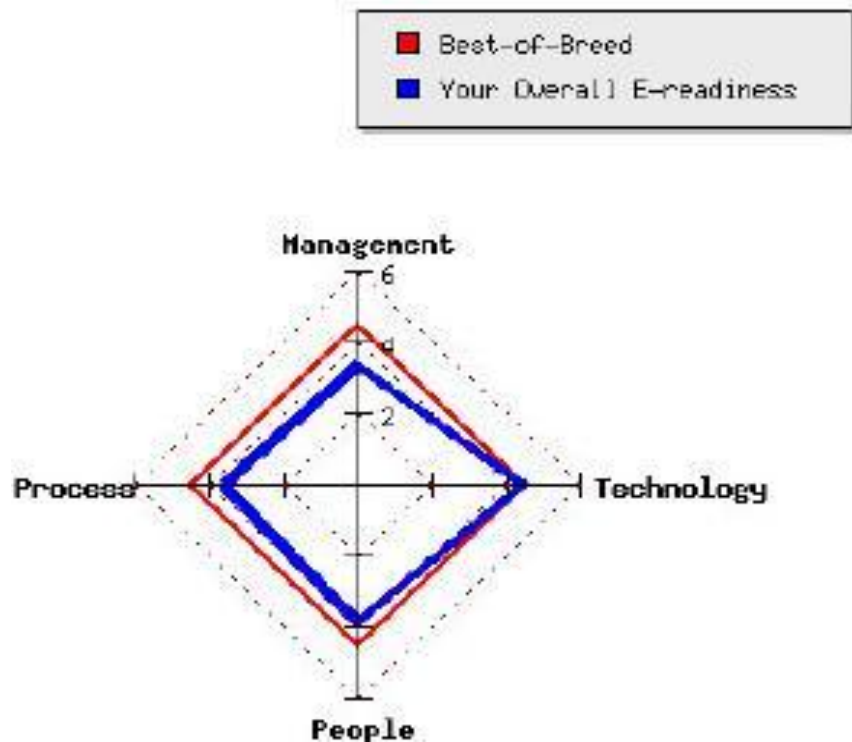 Best-of-Breed
Your Overall E-readiness
Management
6
4
2
Process
Technology
People